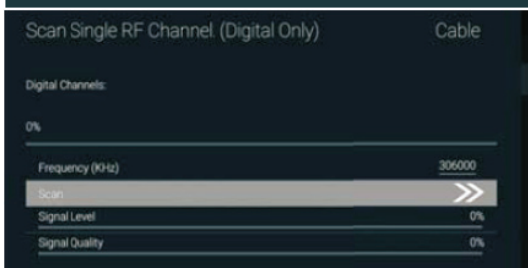 Scan Single RF Channel. (Digital Only) Cable
Digital Channels:
0%
Frequency (KHz) 306000
Scan
Signal Level 0%
Signal Quality 0%